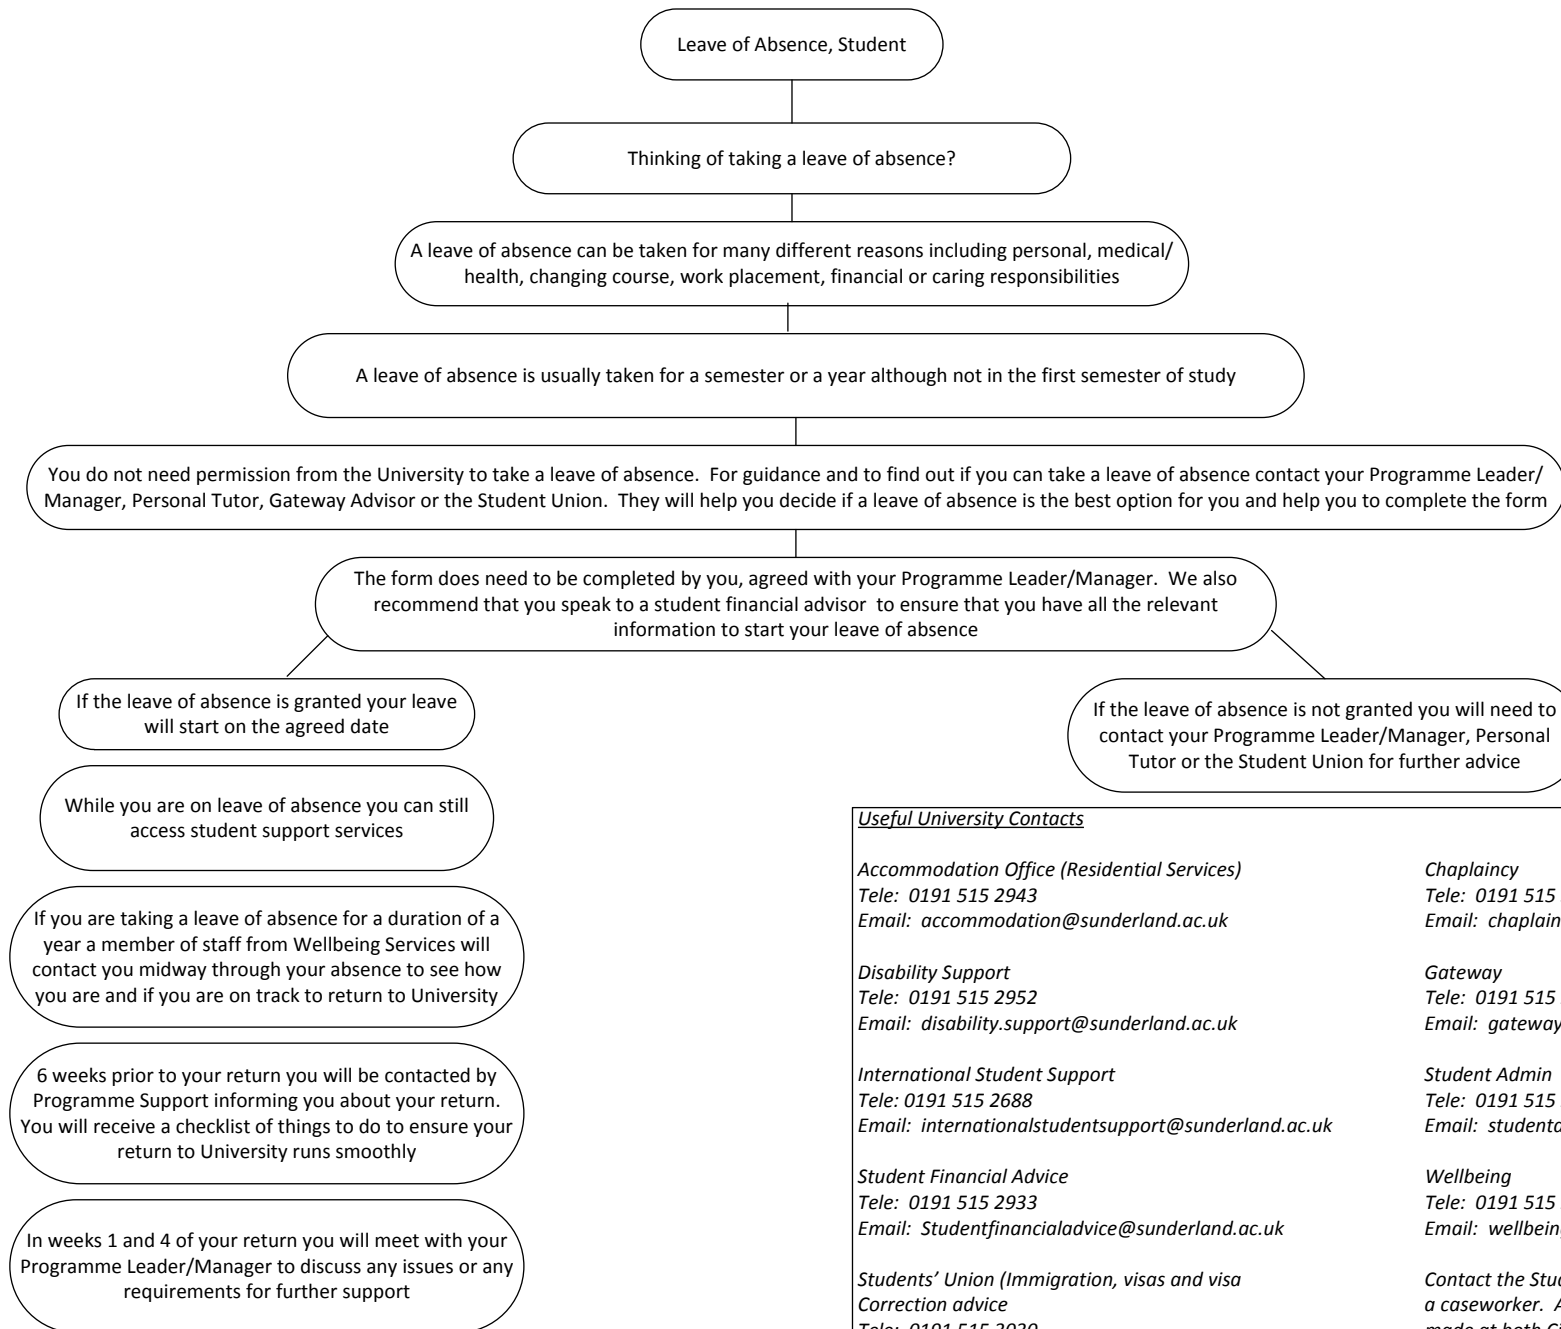 Leave of Absence, Student
Thinking of taking a leave of absence?
A leave of absence can be taken for many different reasons including personal, medical/
health, changing course, work placement, financial or caring responsibilities
A leave of absence is usually taken for a semester or a year although not in the first semester of study
You do not need permission from the University to take a leave of absence.  For guidance and to find out if you can take a leave of absence contact your Programme Leader/
Manager, Personal Tutor, Gateway Advisor or the Student Union.  They will help you decide if a leave of absence is the best option for you and help you to complete the form
The form does need to be completed by you, agreed with your Programme Leader/Manager.  We also
recommend that you speak to a student financial advisor  to ensure that you have all the relevant
information to start your leave of absence
If the leave of absence is granted your leave
will start on the agreed date
While you are on leave of absence you can still
access student support services
If you are taking a leave of absence for a duration of a
year a member of staff from Wellbeing Services will
contact you midway through your absence to see how
you are and if you are on track to return to University
6 weeks prior to your return you will be contacted by
Programme Support informing you about your return.
You will receive a checklist of things to do to ensure your
return to University runs smoothly
In weeks 1 and 4 of your return you will meet with your
Programme Leader/Manager to discuss any issues or any
requirements for further support
If the leave of absence is not granted you will need to
contact your Programme Leader/Manager, Personal
Tutor or the Student Union for further advice
Useful University Contacts
Accommodation Office (Residential Services)
Tele:  0191 515 2943
Email:  accommodation@sunderland.ac.uk
Disability Support
Tele:  0191 515 2952
Email:  disability.support@sunderland.ac.uk
International Student Support
Tele: 0191 515 2688
Email:  internationalstudentsupport@sunderland.ac.uk
Student Financial Advice
Tele:  0191 515 2933
Email:  Studentfinancialadvice@sunderland.ac.uk
Students’ Union (Immigration, visas and visa
Correction advice
Chaplaincy
Tele:  0191 515
Email:
Gateway
Tele:  0191 515
Email:
Student Admin
Tele:  0191 515
Email:
Wellbeing
Tele:  0191 515
Email:
Contact the
a caseworker.
made at both